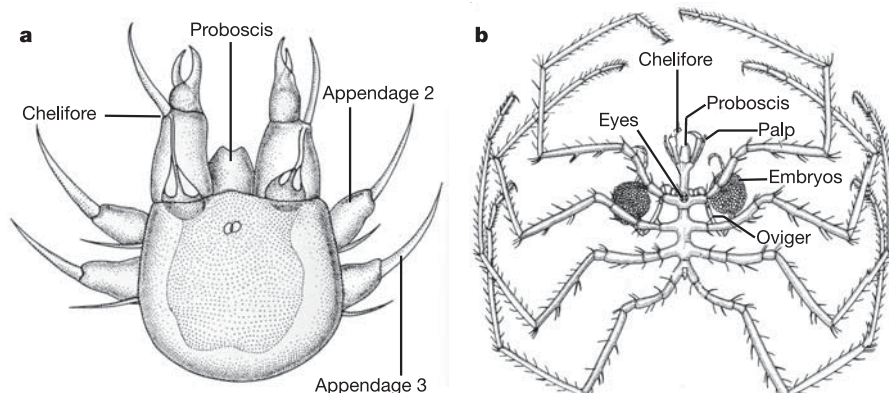 a
Proboscis
Chelifore
Appendage 2
Appendage 3
b
Chelifore
Proboscis
Eyes
Palp
Embryos
Oviger